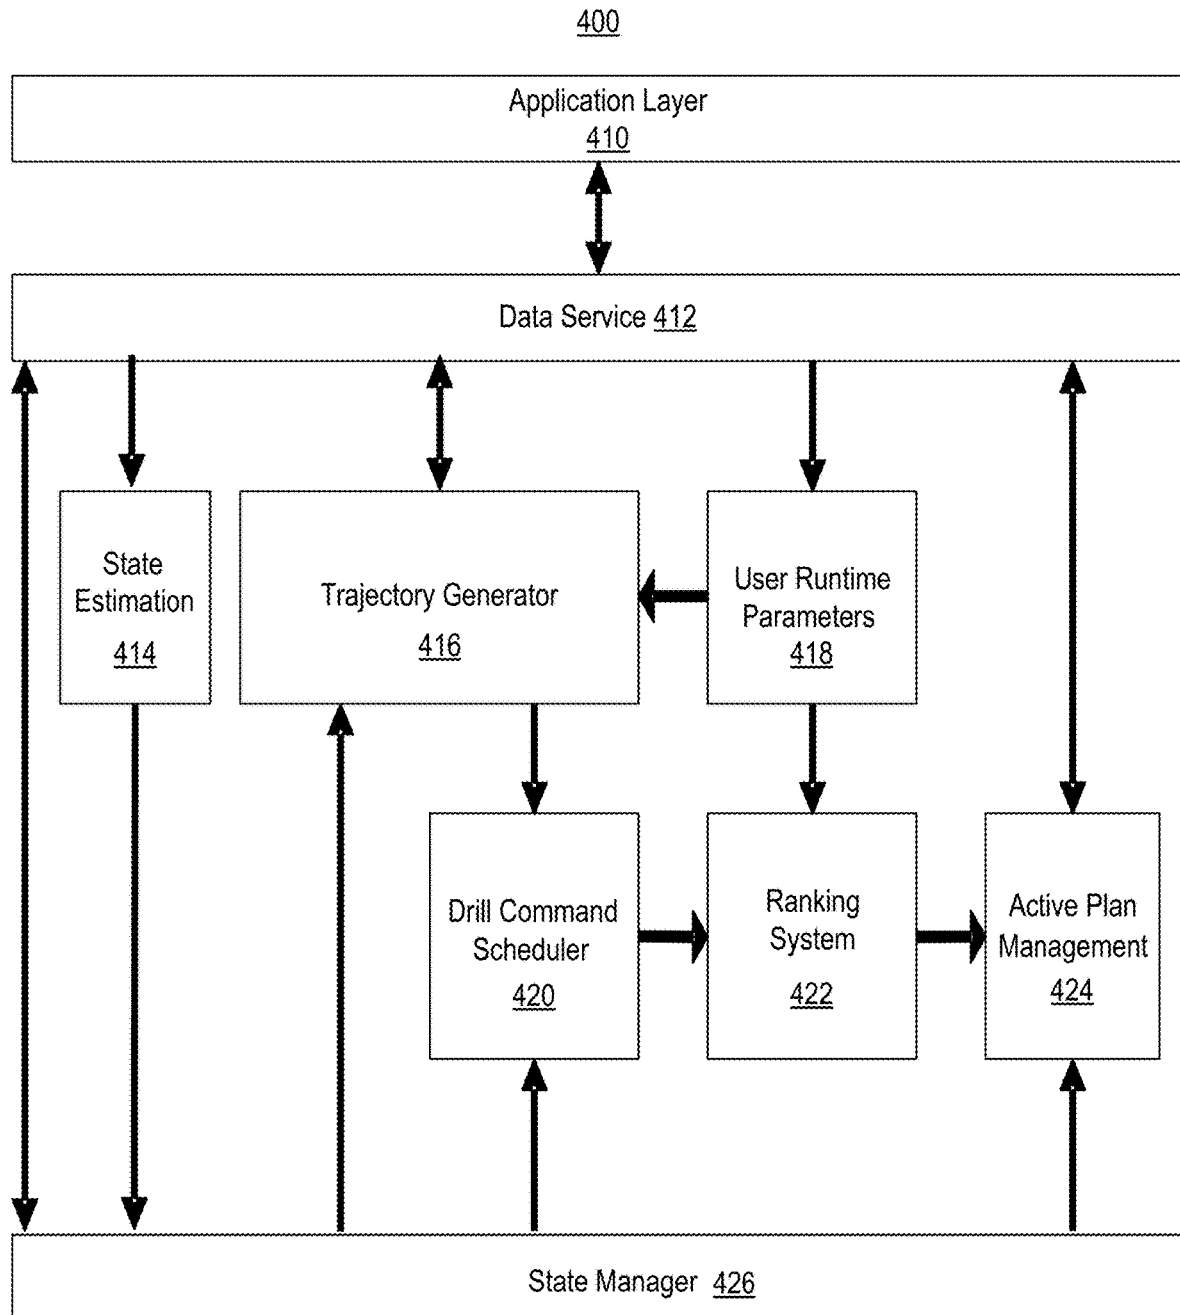 400
Application Layer
410
Data Service 412
State
Estimation
414
Trajectory Generator
416
User Runtime
Parameters
418
Drill Command
Scheduler
420
Ranking
System
422
Active Plan
Management
424
State Manager 426